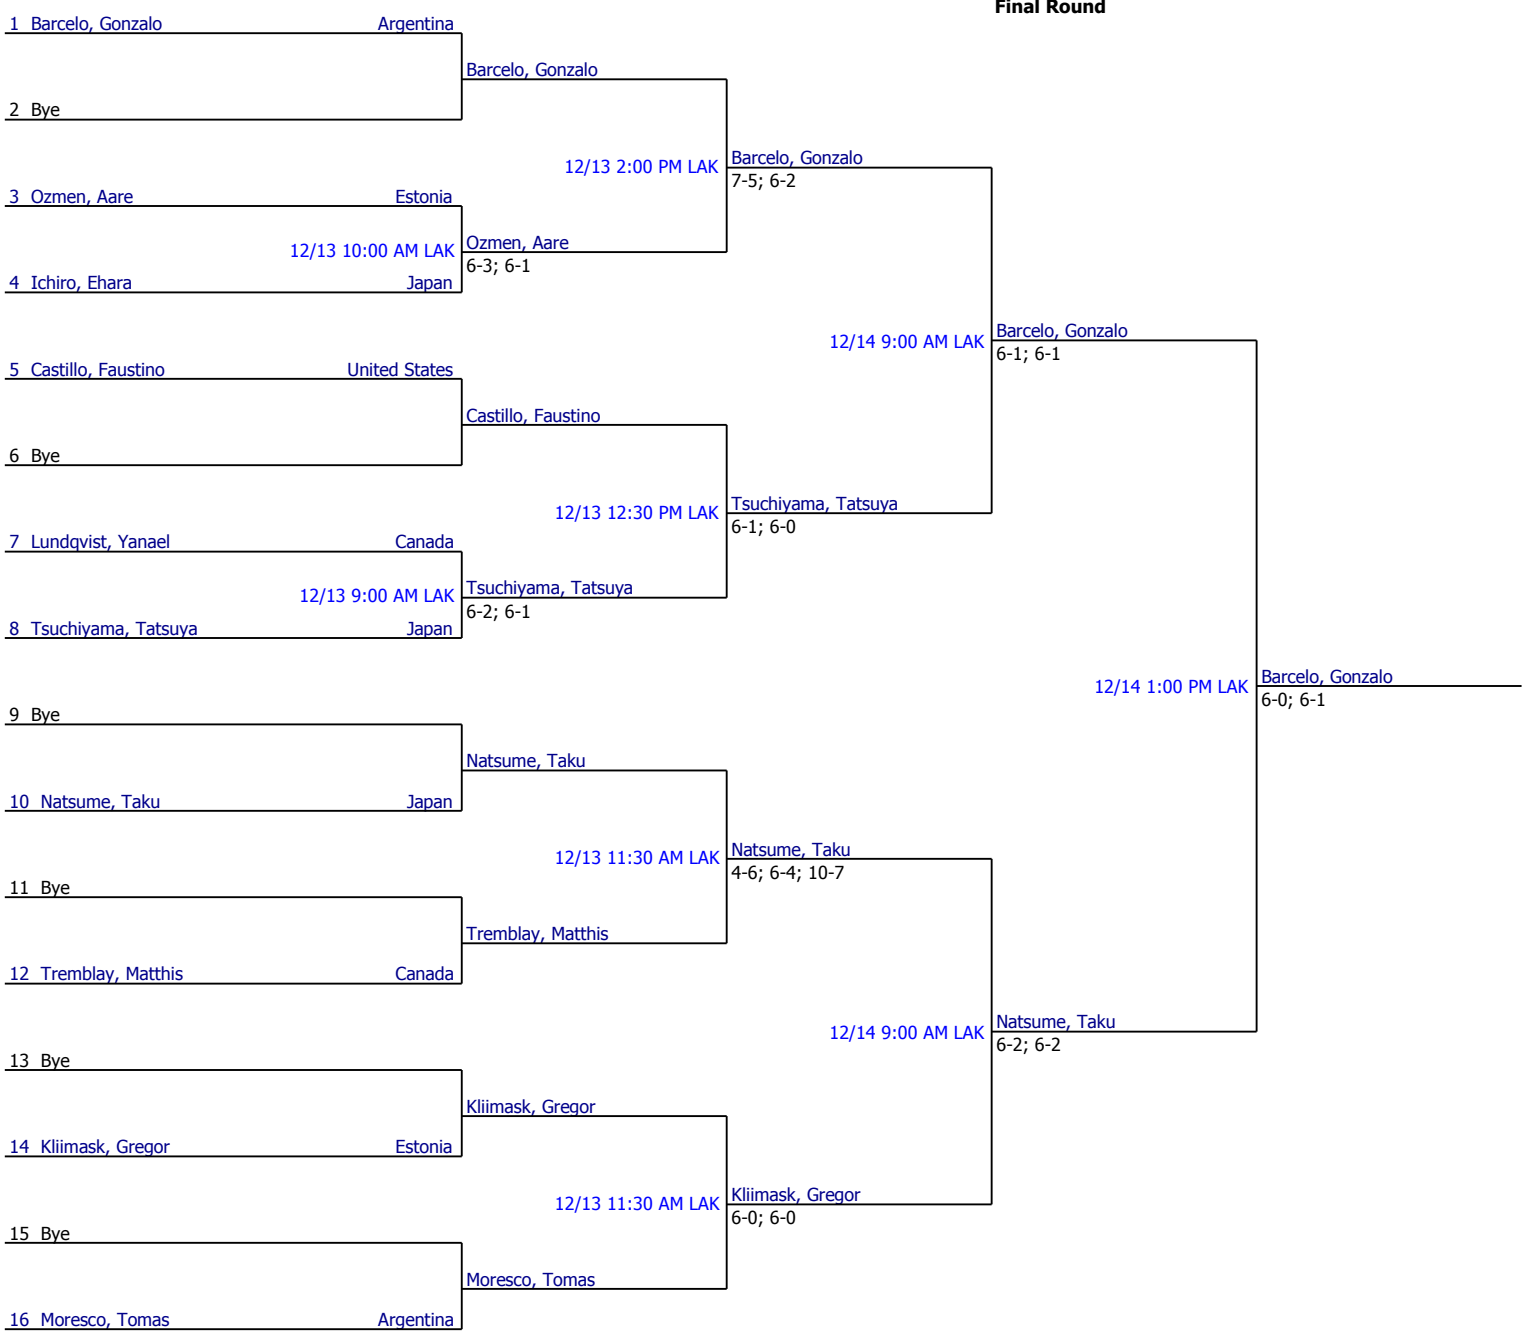 Final Round
1 Barcelo, Gonzalo Argentina
Barcelo, Gonzalo
2 Bye
12/13 2:00 PM LAK Barcelo, Gonzalo
7-5; 6-2
3 Ozmen, Aare Estonia
12/13 10:00 AM LAK Ozmen, Aare
6-3; 6-1
4 Ichiro, Ehara Japan
12/14 9:00 AM LAK Barcelo, Gonzalo
6-1; 6-1
5 Castillo, Faustino United States
Castillo, Faustino
6 Bye
12/13 12:30 PM LAK Tsuchiyama, Tatsuya
6-1; 6-0
7 Lundqvist, Yanael Canada
12/13 9:00 AM LAK Tsuchiyama, Tatsuya
6-2; 6-1
8 Tsuchiyama, Tatsuya Japan
12/14 1:00 PM LAK Barcelo, Gonzalo
6-0; 6-1
9 Bye
Natsume, Taku
10 Natsume, Taku Japan
12/13 11:30 AM LAK Natsume, Taku
4-6; 6-4; 10-7
11 Bye
Tremblay, Matthis
12 Tremblay, Matthis Canada
12/14 9:00 AM LAK Natsume, Taku
6-2; 6-2
13 Bye
Kliimask, Gregor
14 Kliimask, Gregor Estonia
12/13 11:30 AM LAK Kliimask, Gregor
6-0; 6-0
15 Bye
Moresco, Tomas
16 Moresco, Tomas Argentina